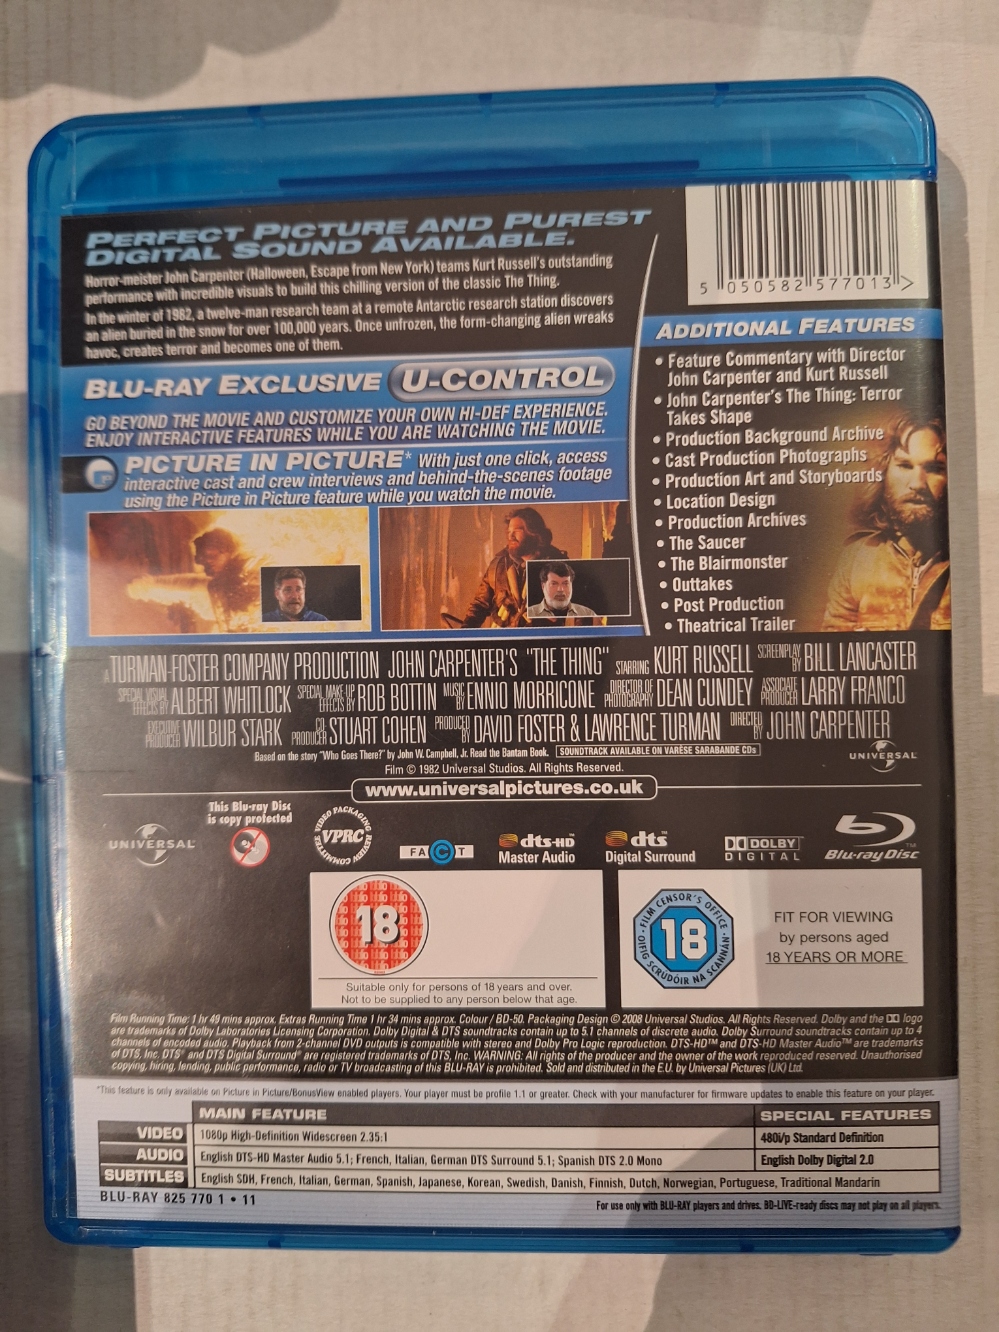 PERFECT PICTURE AND PUREST
DIGITAL SOUND AVAILABLE.
Horror-meister John Carpenter (Halloween, Escape from New York) teams Kurt Russell's outstanding
performance with incredible visuals to build this chilling version of the classic The Thing.
In the winter of 1982, a twelve-man research team at a remote Antarctic research station discovers
an alien buried in the snow for over 100,000 years. Once unfrozen, the form-changing alien wreaks
havoc, creates terror and becomes one of them.
BLU-RAY EXCLUSIVE U-CONTROL
GO BEYOND THE MOVIE AND CUSTOMIZE YOUR OWN HI-DEF EXPERIENCE.
ENJOY INTERACTIVE FEATURES WHILE YOU ARE WATCHING THE MOVIE.
PICTURE IN PICTURE* With just one click, access
interactive cast and crew interviews and behind-the-scenes footage
using the Picture in Picture feature while you watch the movie.
5 050582 577013 >
ADDITIONAL FEATURES
• Feature Commentary with Director
John Carpenter and Kurt Russell
• John Carpenter's The Thing: Terror
Takes Shape
• Production Background Archive
• Cast Production Photographs
• Production Art and Storyboards
• Location Design
• Production Archives
• The Saucer
• The Blairmonster
• Outtakes
• Post Production
• Theatrical Trailer
A TURMAN-FOSTER COMPANY PRODUCTION JOHN CARPENTER'S "THE THING" STARRING KURT RUSSELL SCREENPLAY BY BILL LANCASTER
SPECIAL VISUAL EFFECTS BY ALBERT WHITLOCK SPECIAL MAKE-UP EFFECTS BY ROB BOTTIN MUSIC BY ENNIO MORRICONE DIRECTOR OF PHOTOGRAPHY DEAN CUNDEY ASSOCIATE PRODUCER LARRY FRANCO
EXECUTIVE PRODUCER WILBUR STARK CO PRODUCER STUART COHEN PRODUCED BY DAVID FOSTER & LAWRENCE TURMAN DIRECTED BY JOHN CARPENTER
Based on the story "Who Goes There?" by John W. Campbell, Jr. Read the Bantam Book. SOUNDTRACK AVAILABLE ON VARÈSE SARABANDE CDs
UNIVERSAL
Film © 1982 Universal Studios. All Rights Reserved.
www.universalpictures.co.uk
This Blu-ray Disc
is copy protected
UNIVERSAL
VIDEO PACKAGING REVIEW COMMITTEE
VPRC
FACT
dts-HD
Master Audio
dts
Digital Surround
DOLBY
DIGITAL
Blu-ray Disc™
18
Suitable only for persons of 18 years and over.
Not to be supplied to any person below that age.
FILM CENSOR'S OFFICE
18
OIFIG SCRÚDÓIR NA SCANNÁN
FIT FOR VIEWING
by persons aged
18 YEARS OR MORE
Film Running Time: 1 hr 49 mins approx. Extras Running Time 1 hr 34 mins approx. Colour / BD-50. Packaging Design © 2008 Universal Studios. All Rights Reserved. Dolby and the DD logo
are trademarks of Dolby Laboratories Licensing Corporation. Dolby Digital & DTS soundtracks contain up to 5.1 channels of discrete audio. Dolby Surround soundtracks contain up to 4
channels of encoded audio. Playback from 2-channel DVD outputs is compatible with stereo and Dolby Pro Logic reproduction. DTS-HD™ and DTS-HD Master Audio™ are trademarks
of DTS, Inc. DTS® and DTS Digital Surround® are registered trademarks of DTS, Inc. WARNING: All rights of the producer and the owner of the work reproduced reserved. Unauthorised
copying, hiring, lending, public performance, radio or TV broadcasting of this BLU-RAY is prohibited. Sold and distributed in the E.U. by Universal Pictures (UK) Ltd.
*This feature is only available on Picture in Picture/BonusView enabled players. Your player must be profile 1.1 or greater. Check with your manufacturer for firmware updates to enable this feature on your player.
MAIN FEATURE SPECIAL FEATURES
VIDEO 1080p High-Definition Widescreen 2.35:1 480i/p Standard Definition
AUDIO English DTS-HD Master Audio 5.1; French, Italian, German DTS Surround 5.1; Spanish DTS 2.0 Mono English Dolby Digital 2.0
SUBTITLES English SDH, French, Italian, German, Spanish, Japanese, Korean, Swedish, Danish, Finnish, Dutch, Norwegian, Portuguese, Traditional Mandarin
BLU-RAY 825 770 1 • 11
For use only with BLU-RAY players and drives. BD-LIVE-ready discs may not play on all players.